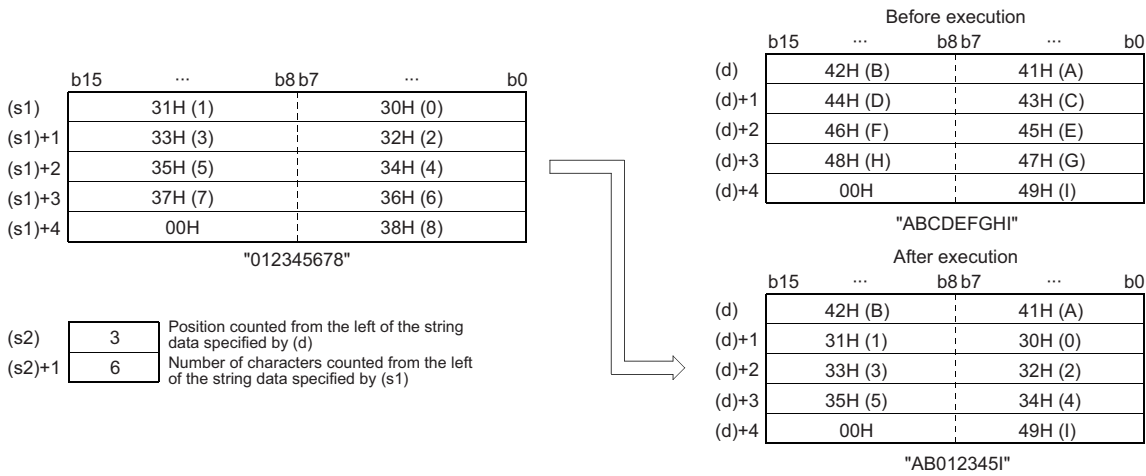 b15 ... b8 b7 ... b0
(s1) 31H (1) 30H (0)
(s1)+1 33H (3) 32H (2)
(s1)+2 35H (5) 34H (4)
(s1)+3 37H (7) 36H (6)
(s1)+4 00H 38H (8)
"012345678"
(s2) 3 Position counted from the left of the string
data specified by (d)
(s2)+1 6 Number of characters counted from the left
of the string data specified by (s1)
Before execution
b15 ... b8 b7 ... b0
(d) 42H (B) 41H (A)
(d)+1 44H (D) 43H (C)
(d)+2 46H (F) 45H (E)
(d)+3 48H (H) 47H (G)
(d)+4 00H 49H (I)
"ABCDEFGHI"
After execution
b15 ... b8 b7 ... b0
(d) 42H (B) 41H (A)
(d)+1 31H (1) 30H (0)
(d)+2 33H (3) 32H (2)
(d)+3 35H (5) 34H (4)
(d)+4 00H 49H (I)
"AB012345I"